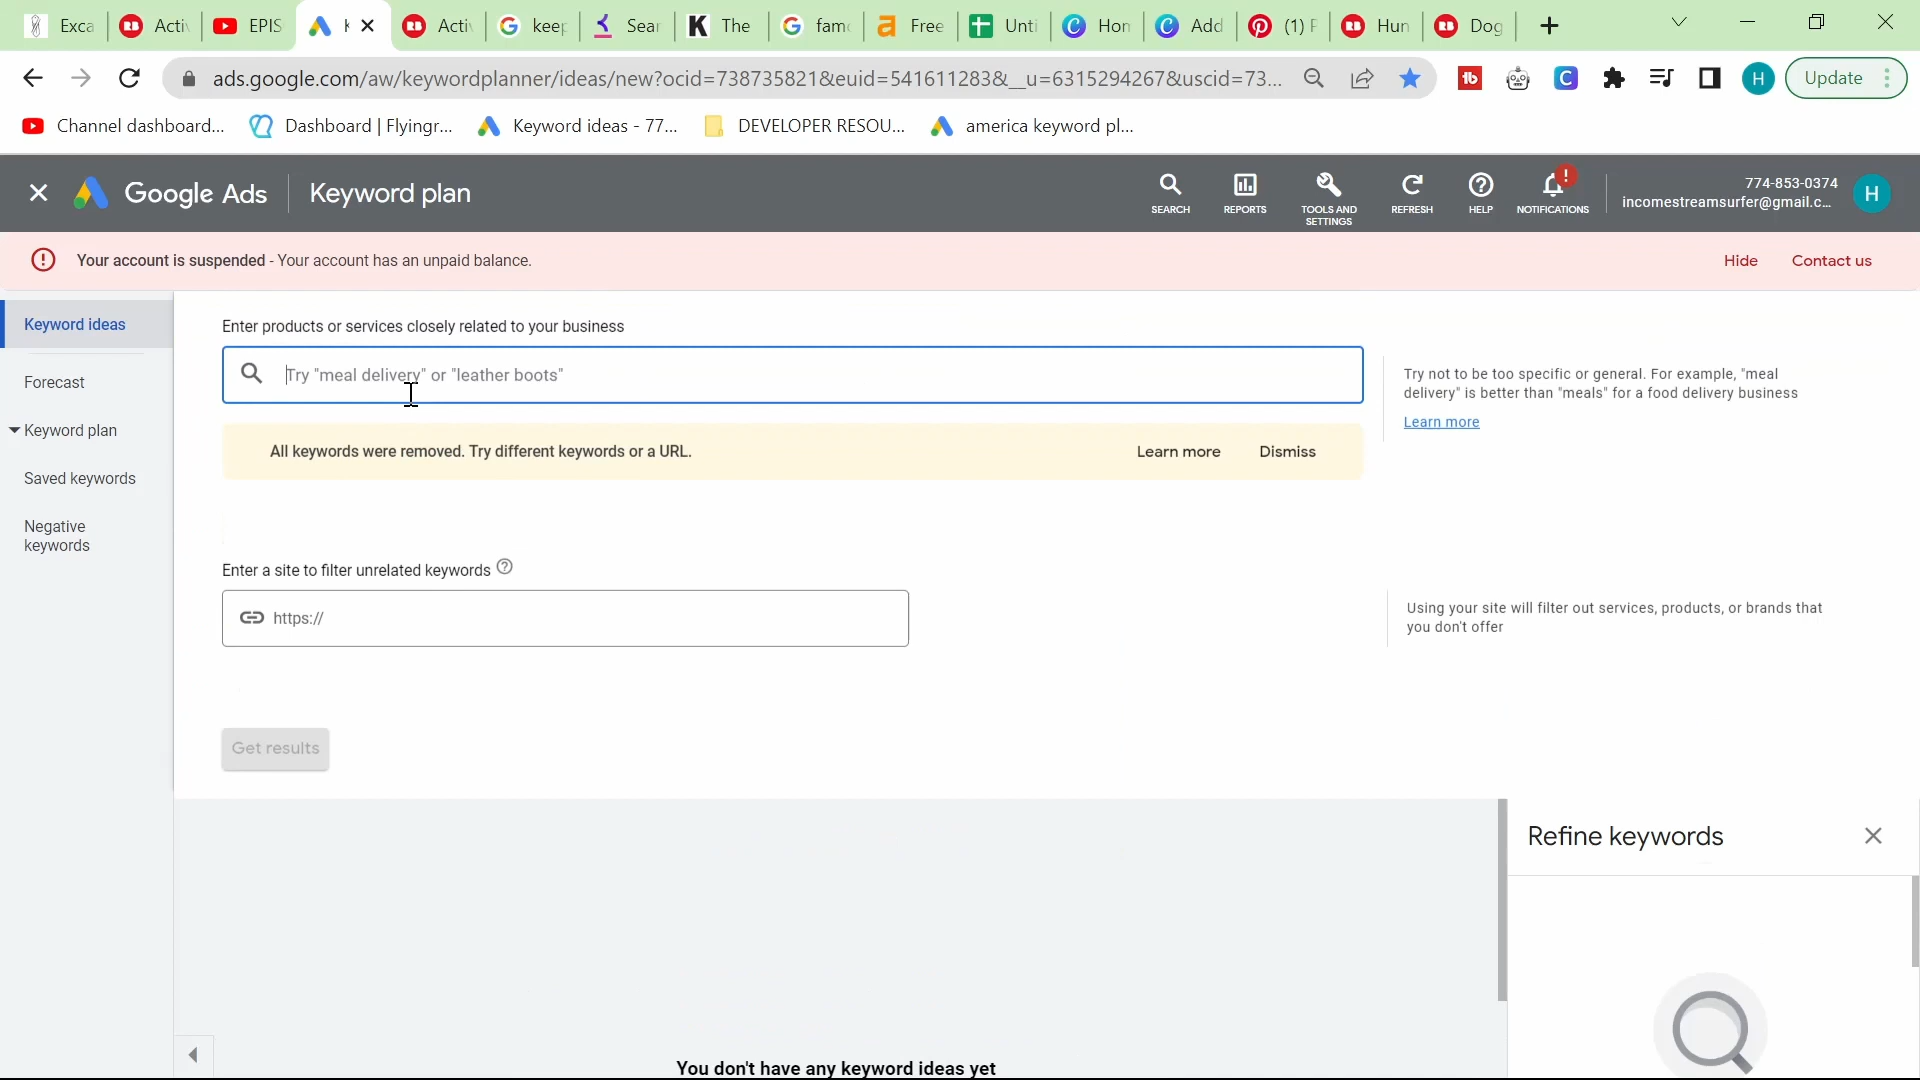 Exca
Activ
EPIS
K
Activ
keep
Sear
The
fam
Free
Unti
Hom
Add
(1) P
Hun
Dog
ads.google.com/aw/keywordplanner/ideas/new?ocid=738735821&euid=541611283&__u=6315294267&uscid=73...
H
Update
Channel dashboard...
Dashboard | Flyingr...
Keyword ideas - 77...
DEVELOPER RESOU...
america keyword pl...
Google Ads
Keyword plan
SEARCH
REPORTS
TOOLS AND
SETTINGS
REFRESH
HELP
NOTIFICATIONS
774-853-0374
incomestreamsurfer@gmail.c...
H
Your account is suspended - Your account has an unpaid balance.
Hide
Contact us
Keyword ideas
Forecast
Keyword plan
Saved keywords
Negative
keywords
Enter products or services closely related to your business
Try "meal delivery" or "leather boots"
Try not to be too specific or general. For example, "meal
delivery" is better than "meals" for a food delivery business
Learn more
All keywords were removed. Try different keywords or a URL.
Learn more
Dismiss
Enter a site to filter unrelated keywords
https://
Using your site will filter out services, products, or brands that
you don't offer
Get results
Refine keywords
You don't have any keyword ideas yet